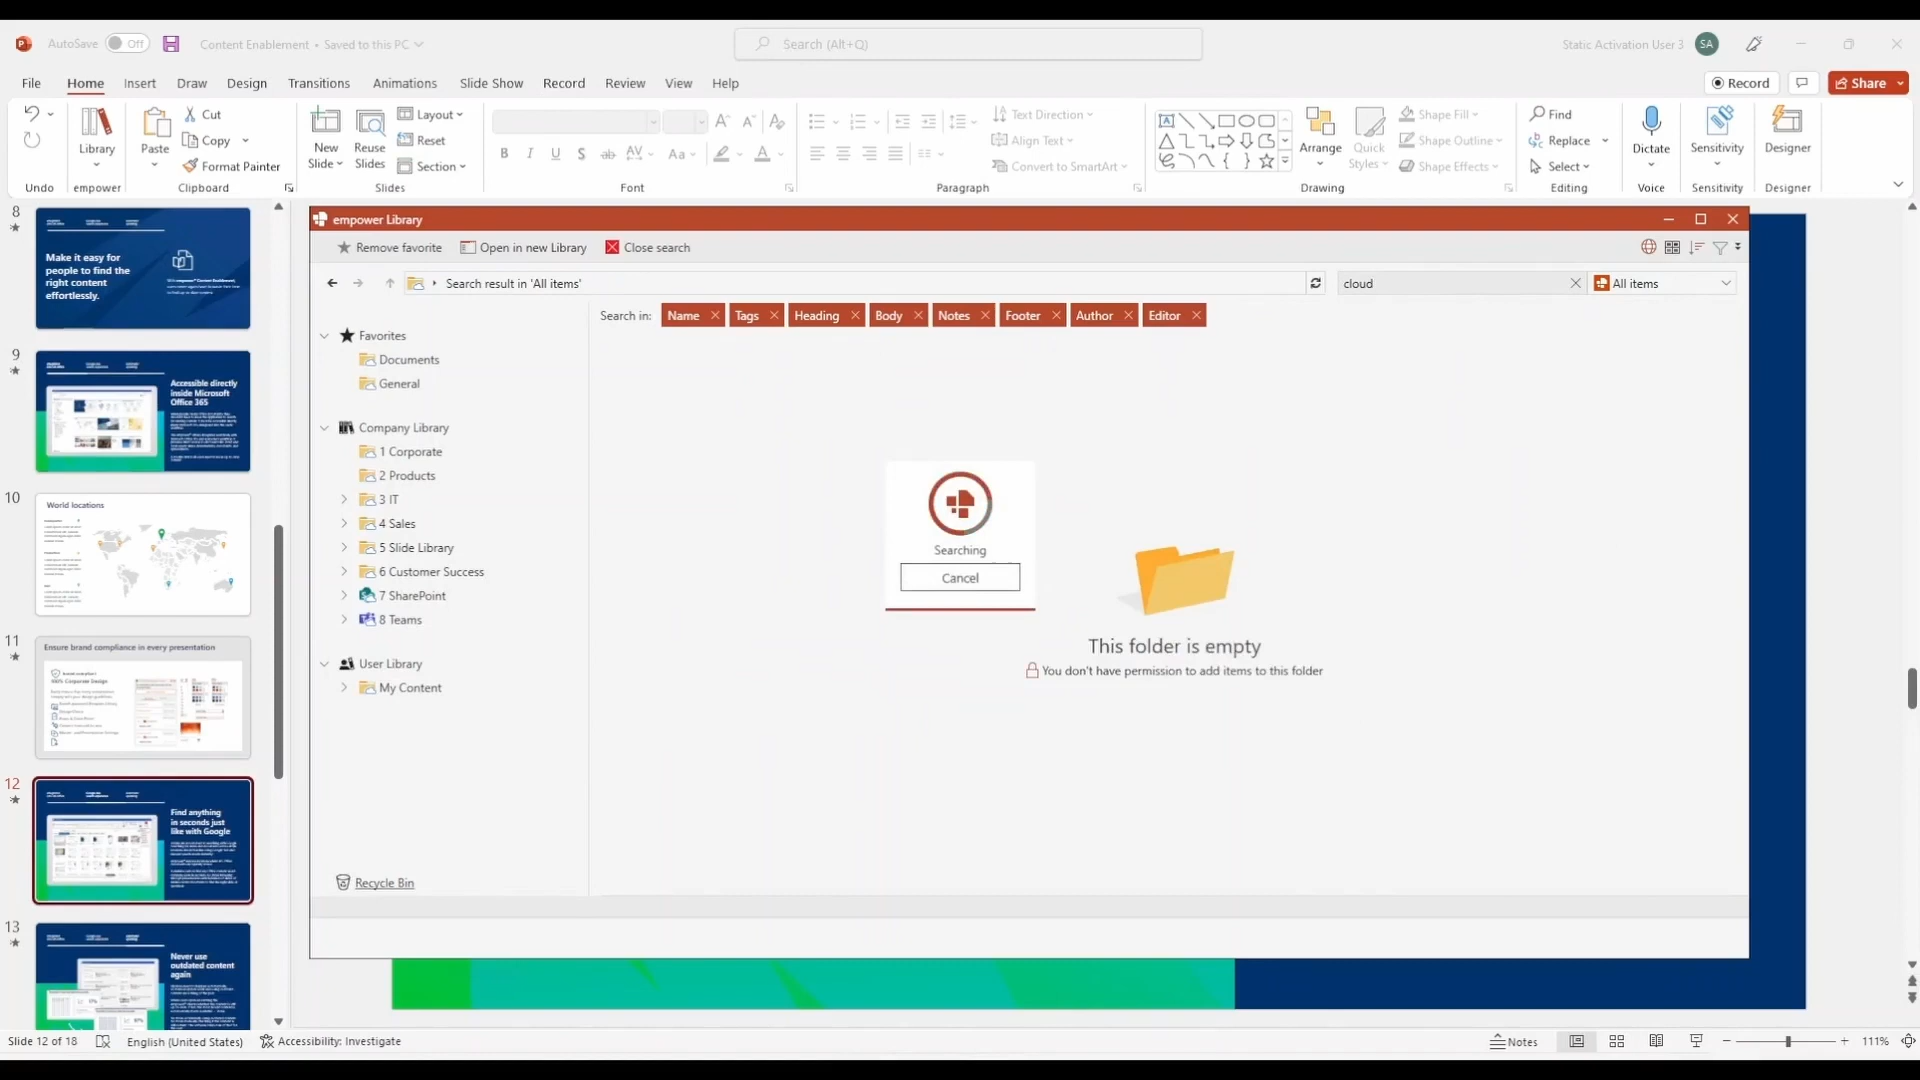 AutoSave Off Content Enablement • Saved to this PC Search (Alt+Q) Static Activation User 3 SA
File Home Insert Draw Design Transitions Animations Slide Show Record Review View Help Record Share
Library Paste Cut Copy Format Painter New Slide Reuse Slides Layout Reset Section
Text Direction Align Text Convert to SmartArt
Arrange Quick Styles Shape Fill Shape Outline Shape Effects Find Replace Select Dictate Sensitivity Designer
Undo empower Clipboard Slides Font Paragraph Drawing Editing Voice Sensitivity Designer
8
Make it easy for
people to find the
right content
effortlessly.
9
Accessible directly
inside Microsoft
Office 365
10
World locations
11
Ensure brand compliance in every presentation
100% Corporate Design
12
Find anything
in seconds just
like with Google
13
Never use
outdated content
again
empower Library
Remove favorite Open in new Library Close search
Search result in 'All items' cloud All items
Search in: Name Tags Heading Body Notes Footer Author Editor
Favorites
Documents
General
Company Library
1 Corporate
2 Products
3 IT
4 Sales
5 Slide Library
6 Customer Success
7 SharePoint
8 Teams
User Library
My Content
Recycle Bin
Searching
Cancel
This folder is empty
You don't have permission to add items to this folder
Slide 12 of 18 English (United States) Accessibility: Investigate Notes 111%